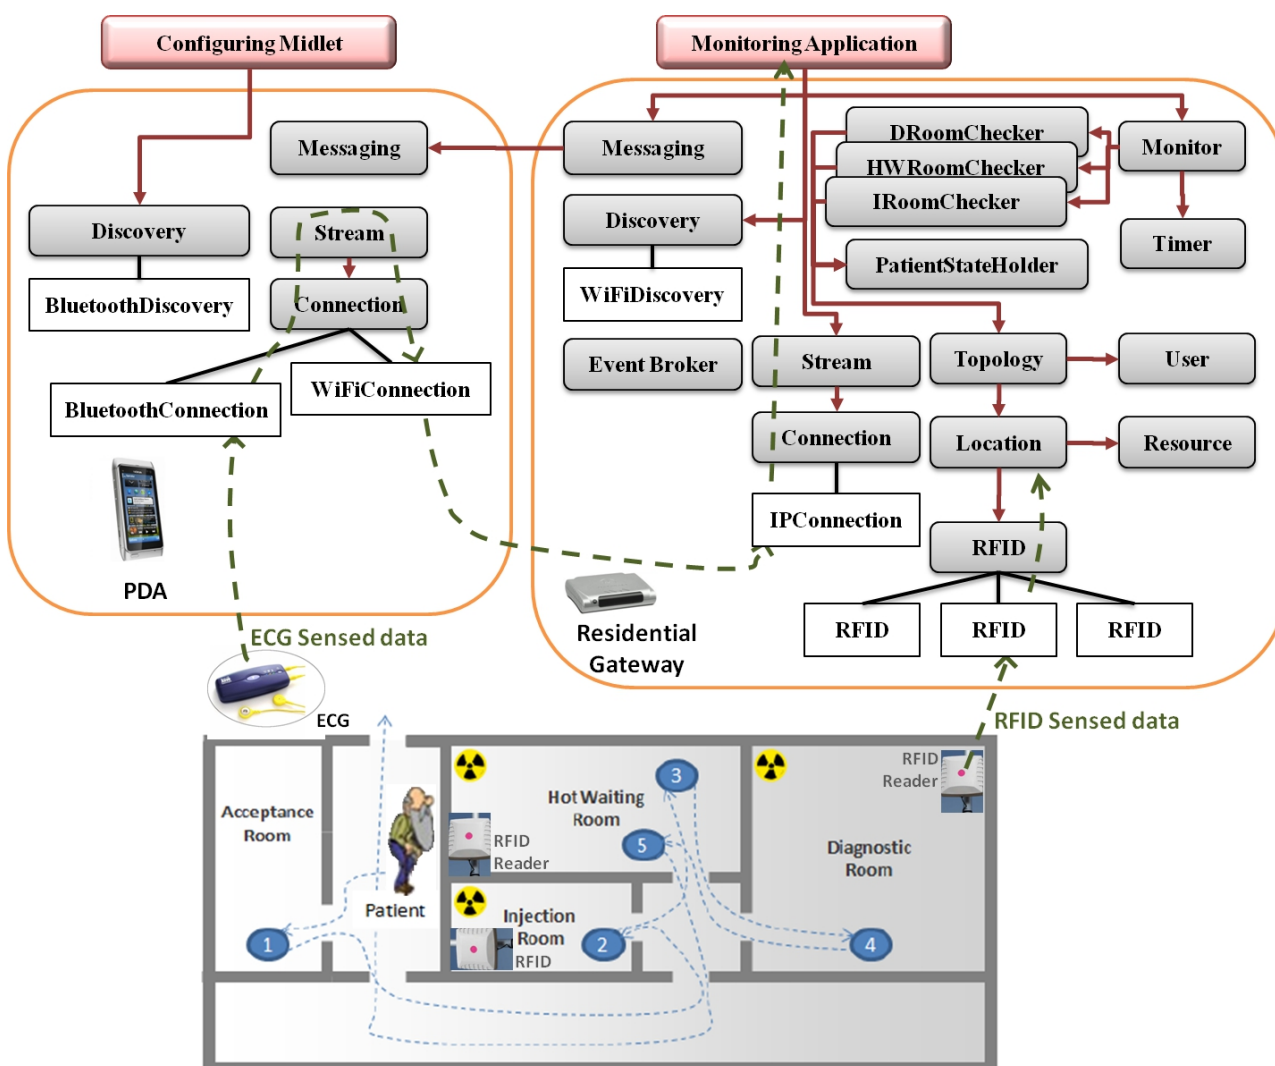 Configuring Midlet
Monitoring Application
Messaging
Discovery
Stream
BluetoothDiscovery
Connection
WiFiConnection
BluetoothConnection
PDA
Messaging
DRoomChecker
HWRoomChecker
IRoomChecker
Monitor
Discovery
Timer
PatientStateHolder
WiFiDiscovery
Event Broker
Stream
Topology
User
Connection
Location
Resource
IPConnection
RFID
RFID
RFID
RFID
Residential
Gateway
ECG Sensed data
ECG
RFID Sensed data
Acceptance
Room
1
Patient
Hot Waiting
Room
3
5
RFID
Reader
Injection
Room
RFID
2
RFID
Reader
Diagnostic
Room
4